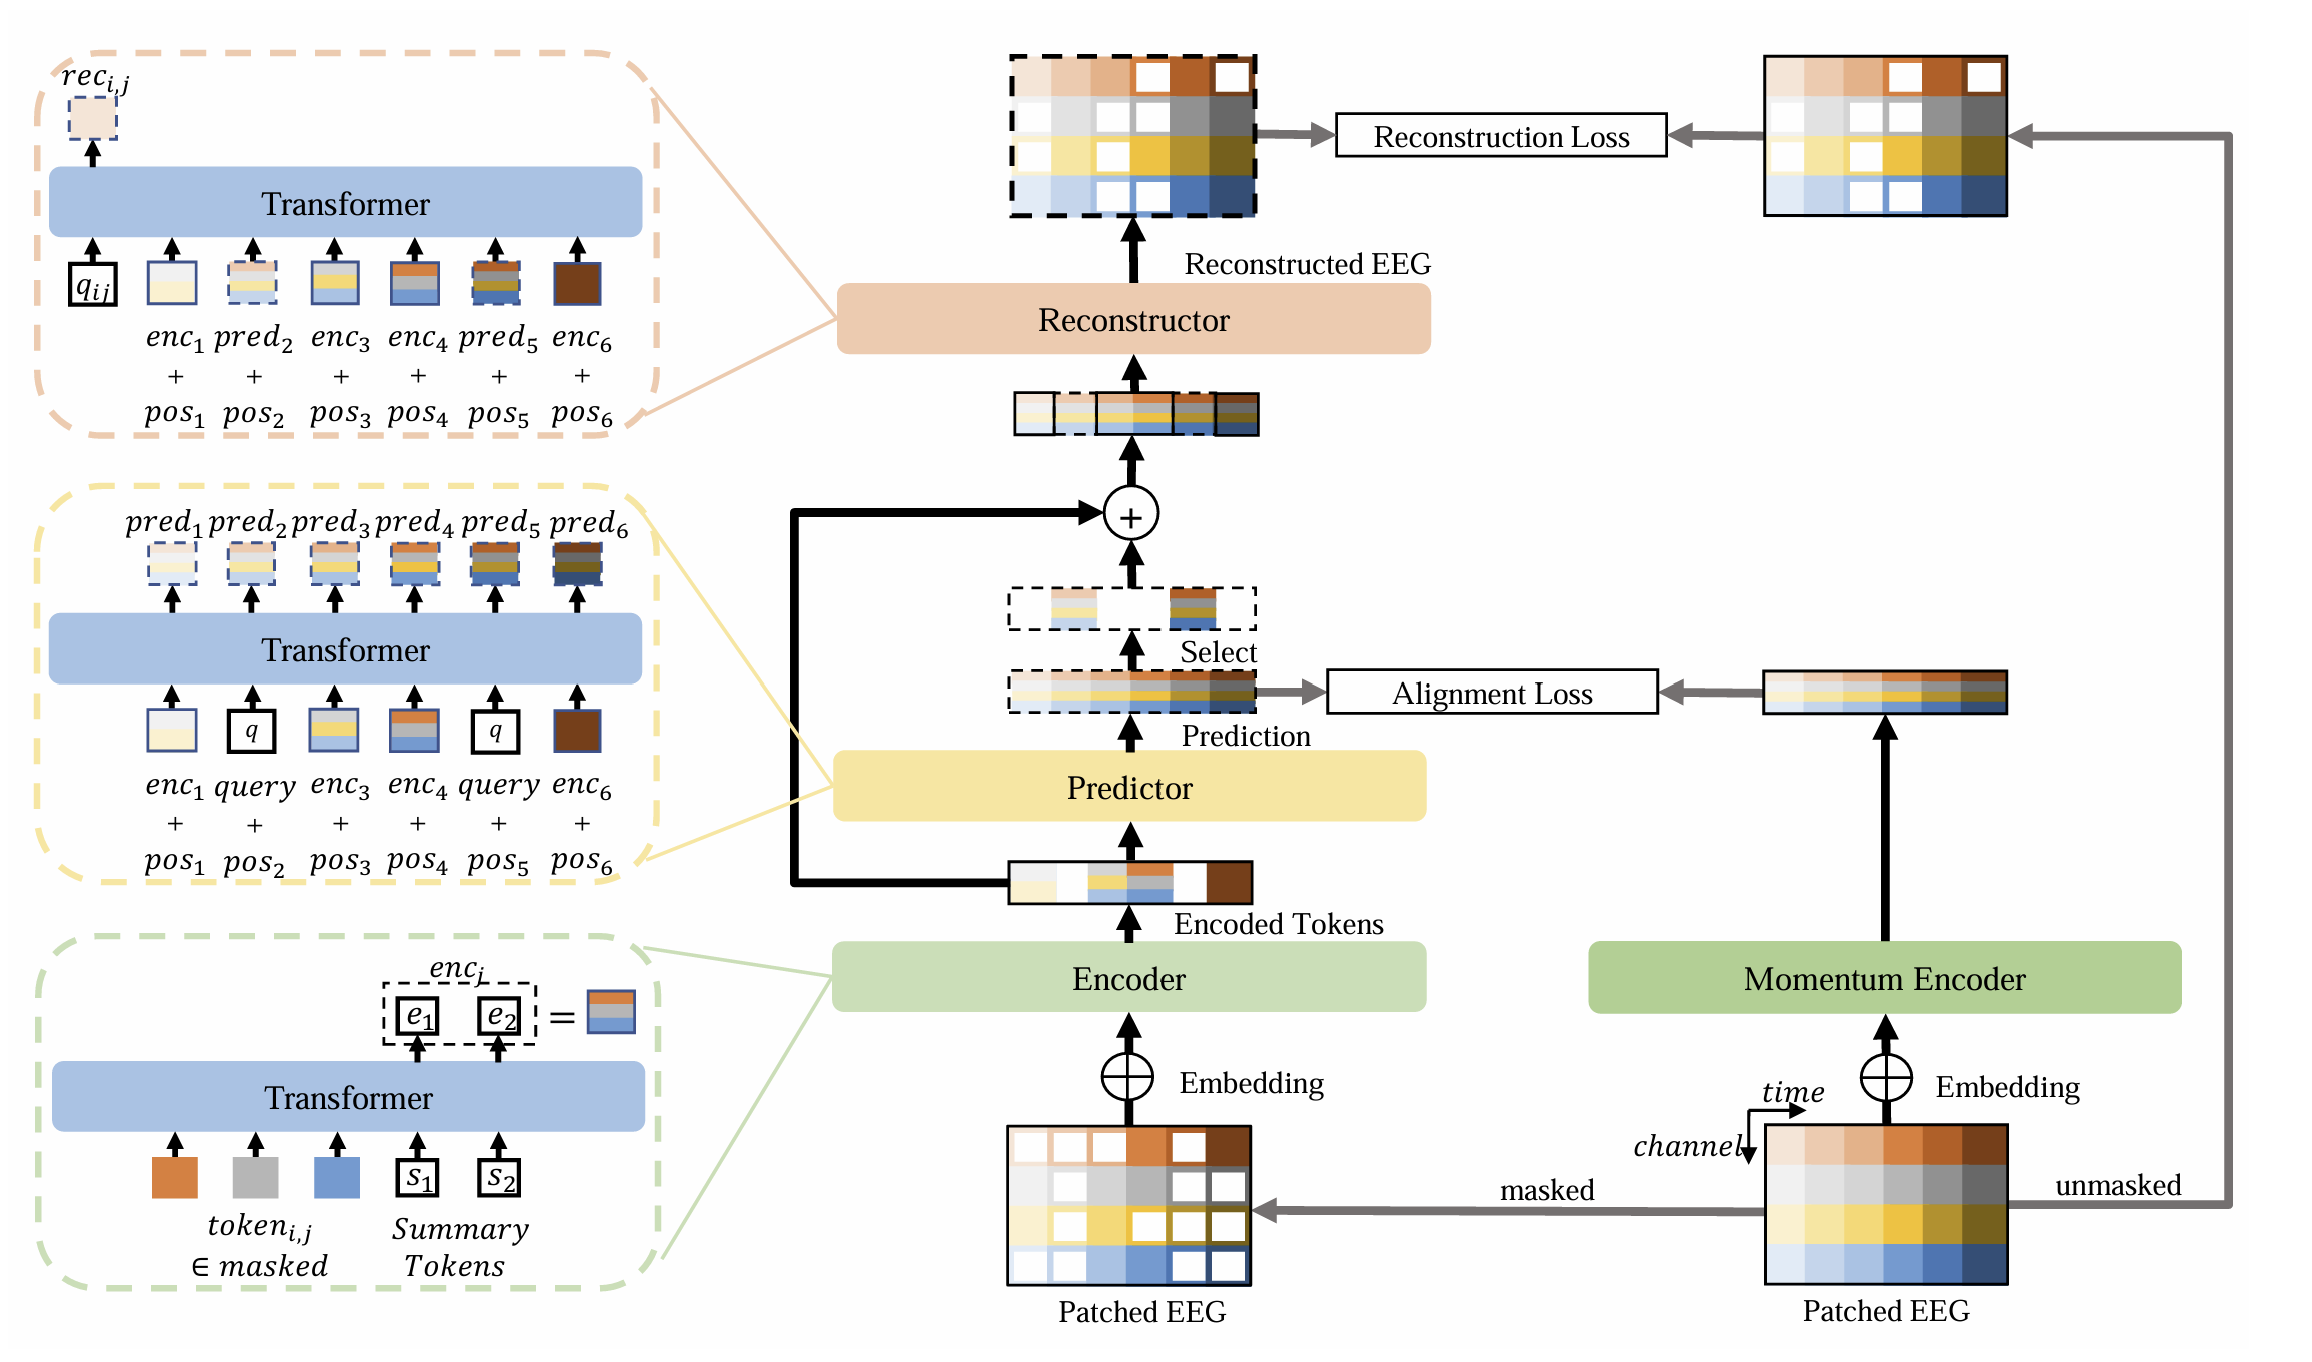 rec_{i,j}
Transformer
q_{ij}
enc_1 pred_2 enc_3 enc_4 pred_5 enc_6
+ + + + + +
pos_1 pos_2 pos_3 pos_4 pos_5 pos_6
pred_1 pred_2 pred_3 pred_4 pred_5 pred_6
Transformer
q q
enc_1 query enc_3 enc_4 query enc_6
+ + + + + +
pos_1 pos_2 pos_3 pos_4 pos_5 pos_6
enc_j
e_1 e_2 =
Transformer
s_1 s_2
token_{i,j}
∈ masked
Summary
Tokens
Reconstruction Loss
Reconstructed EEG
Reconstructor
+
Select
Alignment Loss
Prediction
Predictor
Encoded Tokens
Encoder
Momentum Encoder
Embedding
time
Embedding
channel
masked
unmasked
Patched EEG
Patched EEG